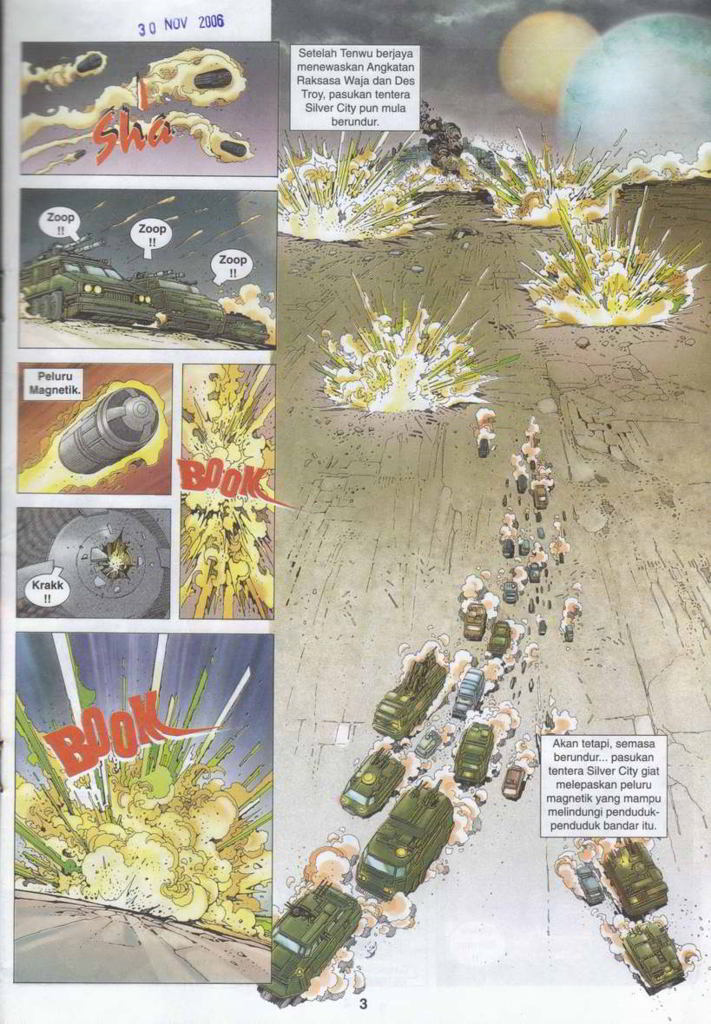 30 NOV 2006
Sha
Setelah Tenwu berjaya
menewaskan Angkatan
Raksasa Waja dan Des
Troy, pasukan tentera
Silver City pun mula
berundur.
Zoop
!!
Zoop
!!
Zoop
!!
Peluru
Magnetik.
BOOM
Krakk
!!
BOOM
Akan tetapi, semasa
berundur... pasukan
tentera Silver City giat
melepaskan peluru
magnetik yang mampu
melindungi penduduk-
penduduk bandar itu.
3